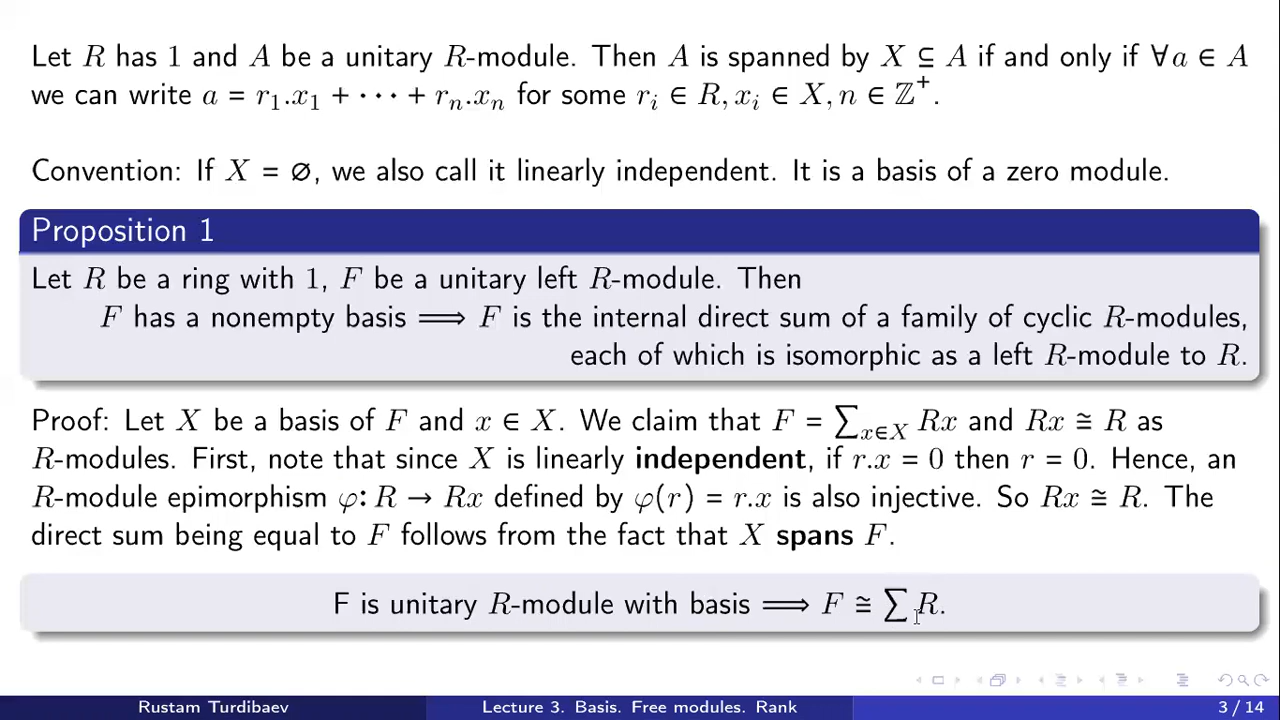 Let R has 1 and A be a unitary R-module. Then A is spanned by X ⊆ A if and only if ∀a ∈ A
we can write a = r₁.x₁ + ⋯ + rₙ.xₙ for some rᵢ ∈ R, xᵢ ∈ X, n ∈ ℤ⁺.
Convention: If X = ∅, we also call it linearly independent. It is a basis of a zero module.
Proposition 1
Let R be a ring with 1, F be a unitary left R-module. Then
F has a nonempty basis ⟹ F is the internal direct sum of a family of cyclic R-modules,
each of which is isomorphic as a left R-module to R.
Proof: Let X be a basis of F and x ∈ X. We claim that F = ∑_{x∈X} Rx and Rx ≅ R as
R-modules. First, note that since X is linearly independent, if r.x = 0 then r = 0. Hence, an
R-module epimorphism φ: R → Rx defined by φ(r) = r.x is also injective. So Rx ≅ R. The
direct sum being equal to F follows from the fact that X spans F.
F is unitary R-module with basis ⟹ F ≅ ∑ R.
Rustam Turdibaev Lecture 3. Basis. Free modules. Rank 3 / 14